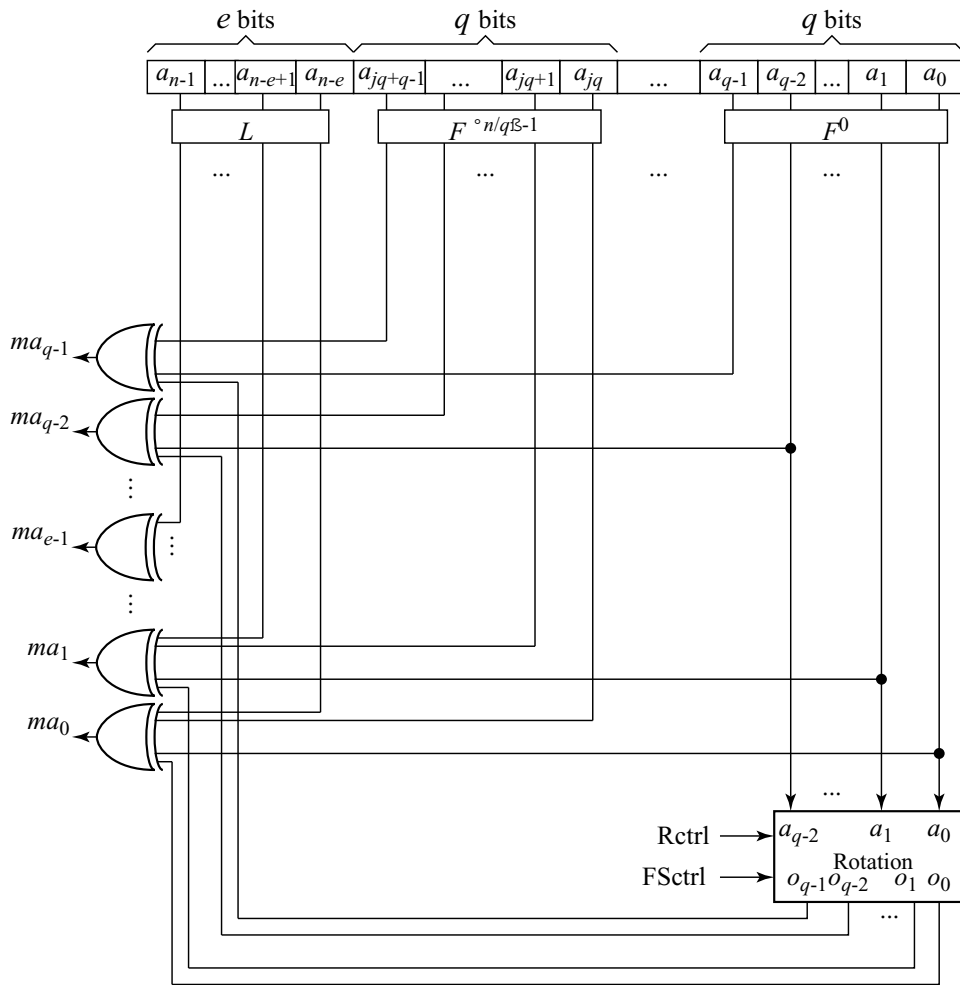 e bits q bits q bits
a_{n-1} ... a_{n-e+1} a_{n-e} a_{jq+q-1} ... a_{jq+1} a_{jq} ... a_{q-1} a_{q-2} ... a_1 a_0
L F^{°n/qß-1} F^0
... ... ... ...
ma_{q-1}
ma_{q-2}
...
ma_{e-1}
...
...
ma_1
ma_0
...
Rctrl a_{q-2} a_1 a_0
Rotation
FSctrl o_{q-1} o_{q-2} o_1 o_0
...